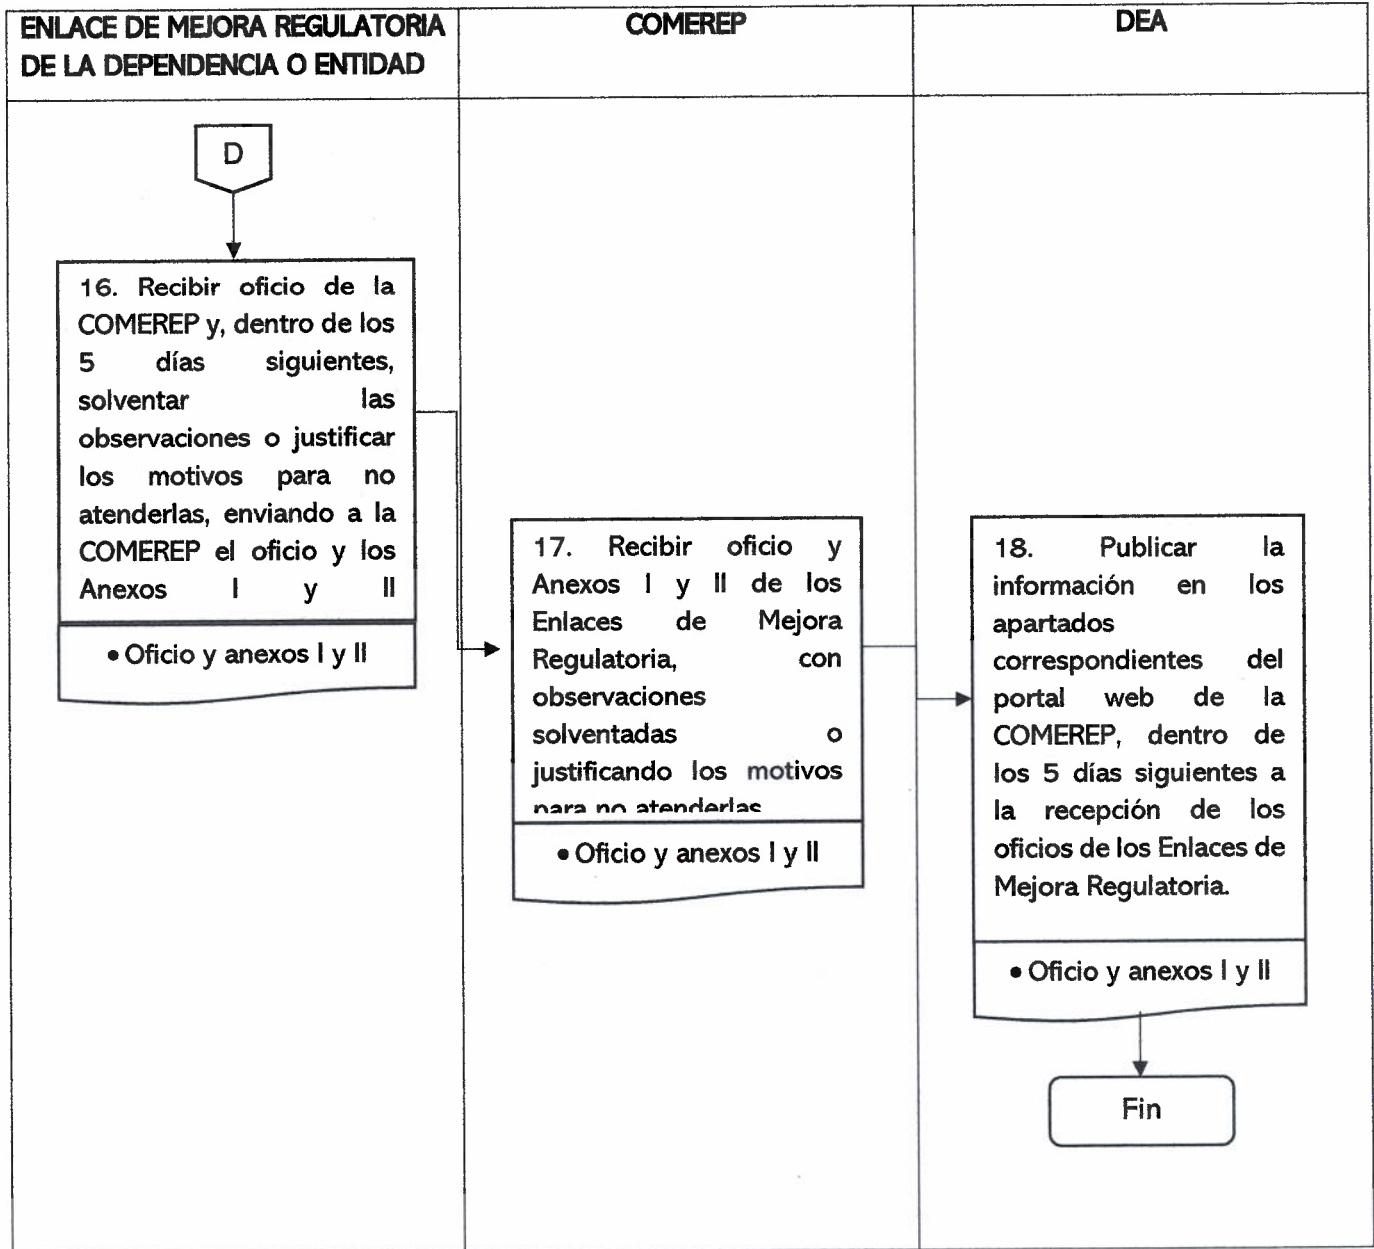 ENLACE DE MEJORA REGULATORIA
DE LA DEPENDENCIA O ENTIDAD
COMEREP
DEA
D
16. Recibir oficio de la
COMEREP y, dentro de los
5 días siguientes,
solventar las
observaciones o justificar
los motivos para no
atenderlas, enviando a la
COMEREP el oficio y los
Anexos I y II
• Oficio y anexos I y II
17. Recibir oficio y
Anexos I y II de los
Enlaces de Mejora
Regulatoria, con
observaciones
solventadas o
justificando los motivos
para no atenderlas
• Oficio y anexos I y II
18. Publicar la
información en los
apartados
correspondientes del
portal web de la
COMEREP, dentro de
los 5 días siguientes a
la recepción de los
oficios de los Enlaces de
Mejora Regulatoria.
• Oficio y anexos I y II
Fin